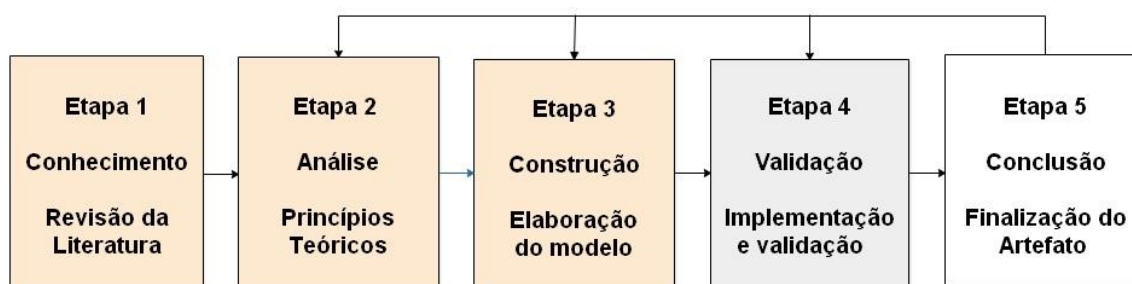 Etapa 1
Conhecimento
Revisão da
Literatura
Etapa 2
Análise
Princípios
Teóricos
Etapa 3
Construção
Elaboração
do modelo
Etapa 4
Validação
Implementação
e validação
Etapa 5
Conclusão
Finalização do
Artefato